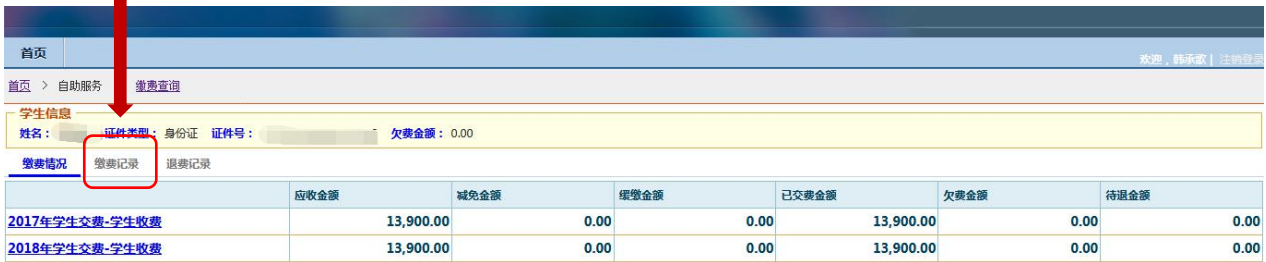 首页
欢迎，韩承歌 | 注销登录
首页 > 自助服务 缴费查询
学生信息
姓名： 证件类型： 身份证 证件号： 欠费金额： 0.00
缴费情况 缴费记录 退费记录
应收金额 减免金额 缓缴金额 已交费金额 欠费金额 待退金额
2017年学生交费-学生收费 13,900.00 0.00 0.00 13,900.00 0.00 0.00
2018年学生交费-学生收费 13,900.00 0.00 0.00 13,900.00 0.00 0.00